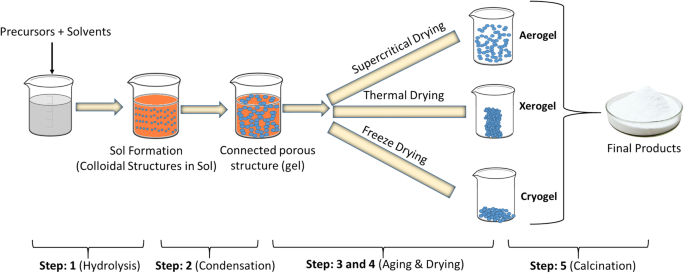 Precursors + Solvents
Sol Formation
(Colloidal Structures in Sol)
Connected porous
structure (gel)
Supercritical Drying
Thermal Drying
Freeze Drying
Aerogel
Xerogel
Cryogel
Final Products
Step: 1 (Hydrolysis)
Step: 2 (Condensation)
Step: 3 and 4 (Aging & Drying)
Step: 5 (Calcination)